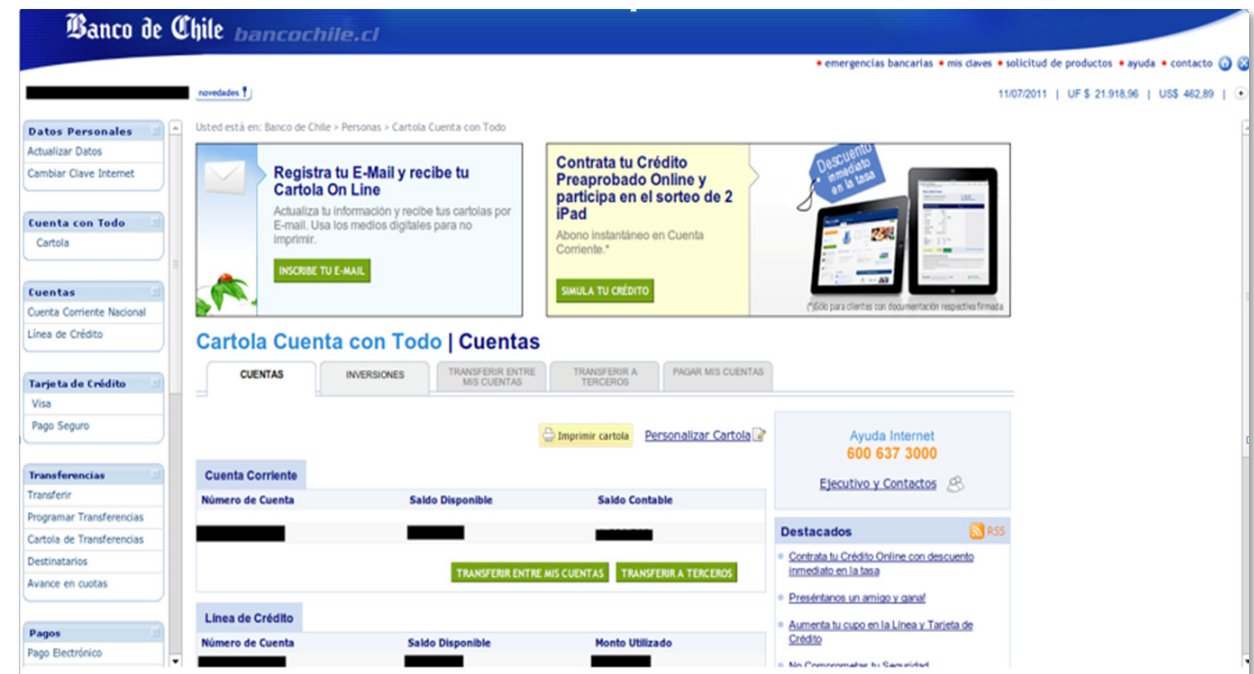 Banco de Chile bancochile.cl
emergencias bancarias • mis claves • solicitud de productos • ayuda • contacto
novedades
11/07/2011 | UF $ 21.918,96 | US$ 462,89 |
Datos Personales
Actualizar Datos
Cambiar Clave Internet
Cuenta con Todo
Cartola
Cuentas
Cuenta Corriente Nacional
Línea de Crédito
Tarjeta de Crédito
Visa
Pago Seguro
Transferencias
Transferir
Programar Transferencias
Cartola de Transferencias
Destinatarios
Avance en cuotas
Pagos
Pago Electrónico
Usted está en: Banco de Chile > Personas > Cartola Cuenta con Todo
Registra tu E-Mail y recibe tu
Cartola On Line
Actualiza tu información y recibe tus cartolas por
E-mail. Usa los medios digitales para no
imprimir.
INSCRIBE TU E-MAIL
Contrata tu Crédito
Preaprobado Online y
participa en el sorteo de 2
iPad
Abono instantáneo en Cuenta
Corriente.*
SIMULA TU CRÉDITO
Descuento
inmediato
en la tasa
(*)Sólo para clientes con documentación respectiva firmada
Cartola Cuenta con Todo | Cuentas
CUENTAS
INVERSIONES
TRANSFERIR ENTRE
MIS CUENTAS
TRANSFERIR A
TERCEROS
PAGAR MIS CUENTAS
Imprimir cartola
Personalizar Cartola
Cuenta Corriente
Número de Cuenta Saldo Disponible Saldo Contable
TRANSFERIR ENTRE MIS CUENTAS TRANSFERIR A TERCEROS
Línea de Crédito
Número de Cuenta Saldo Disponible Monto Utilizado
Ayuda Internet
600 637 3000
Ejecutivo y Contactos
Destacados RSS
Contrata tu Crédito Online con descuento
inmediato en la tasa
Preséntanos un amigo y gana!
Aumenta tu cupo en la Línea y Tarjeta de
Crédito
No Comprometas tu Seguridad